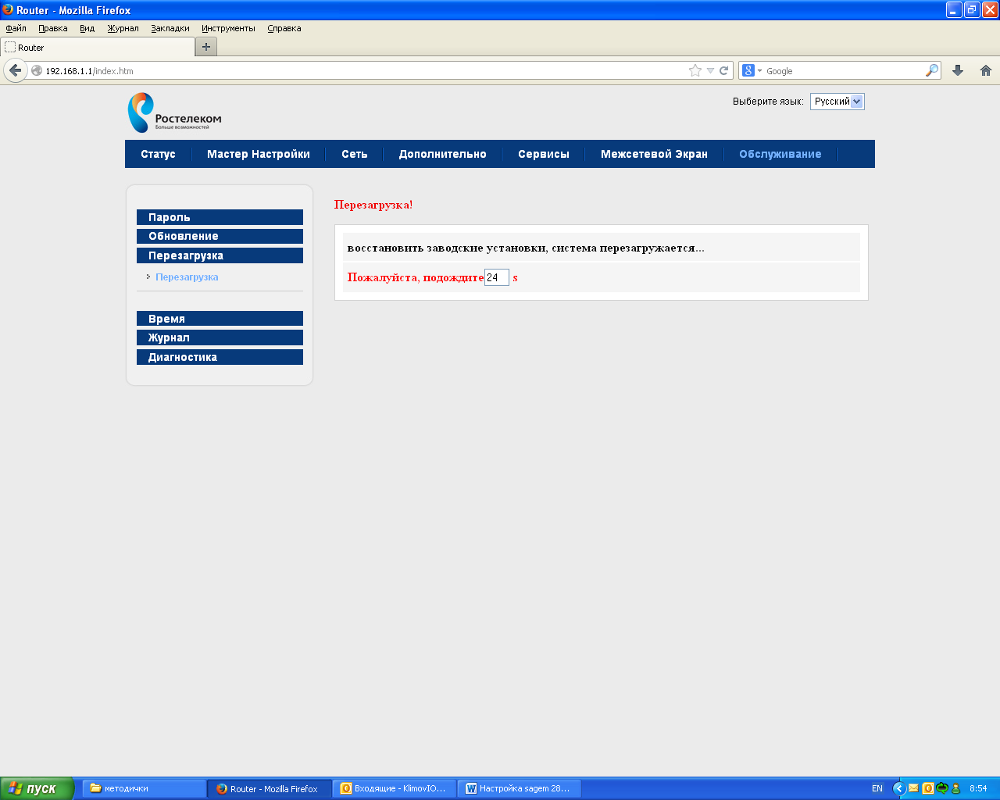 Router - Mozilla Firefox
Файл Правка Вид Журнал Закладки Инструменты Справка
Router
192.168.1.1/index.htm
Google
Ростелеком
Больше возможностей
Выберите язык: Русский
Статус Мастер Настройки Сеть Дополнительно Сервисы Межсетевой Экран Обслуживание
Пароль
Обновление
Перезагрузка
Перезагрузка
Время
Журнал
Диагностика
Перезагрузка!
восстановить заводские установки, система перезагружается...
Пожалуйста, подождите 24 s
пуск
методички
Router - Mozilla Firefox
Входящие - KlimovIO...
Настройка sagem 28...
EN
8:54